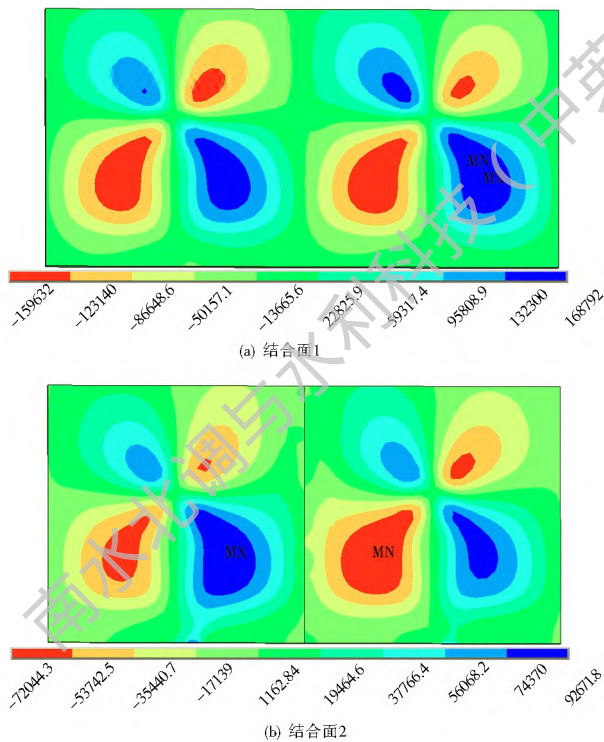 MN
MX
-159632 -123140 -86648.6 -50157.1 -13665.6 22825.9 59317.4 95808.9 132300 168792
(a) 结合面1
MX MN
-72044.3 -53742.5 -35440.7 -17139 1162.84 19464.6 37766.4 56068.2 74370 92671.8
(b) 结合面2
南水北调与水利科技(中英